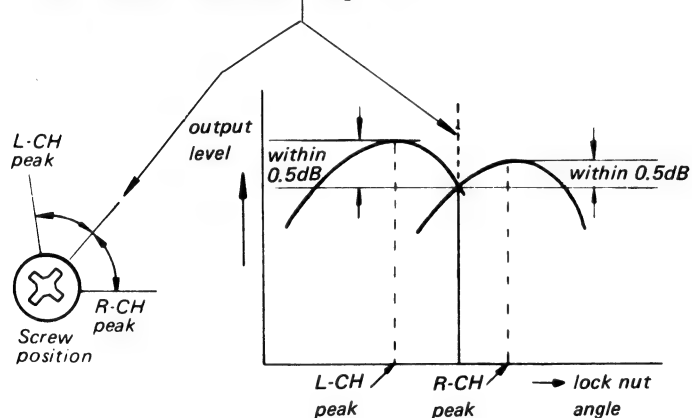 L-CH
peak
output
level
within
0.5dB
within 0.5dB
R-CH
peak
Screw
position
L-CH
peak
R-CH
peak
lock nut
angle